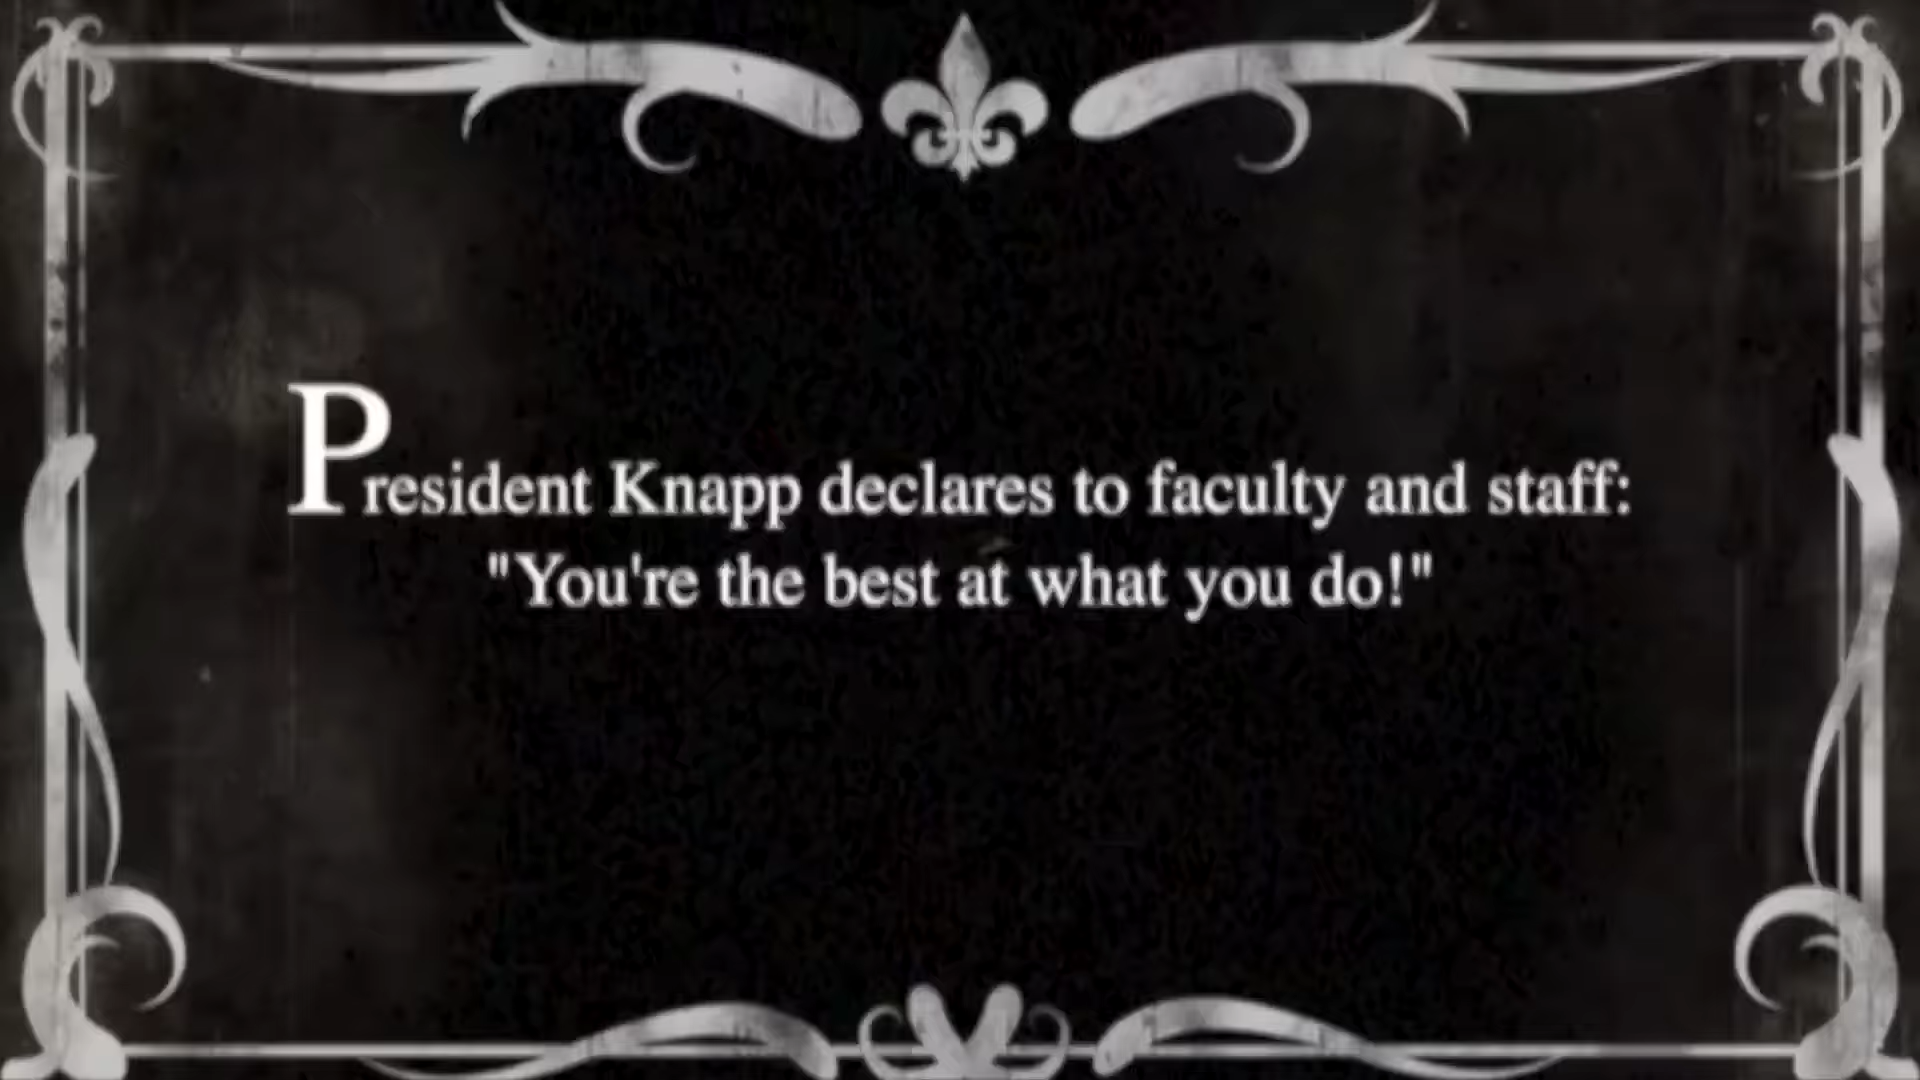 President Knapp declares to faculty and staff:
"You're the best at what you do!"